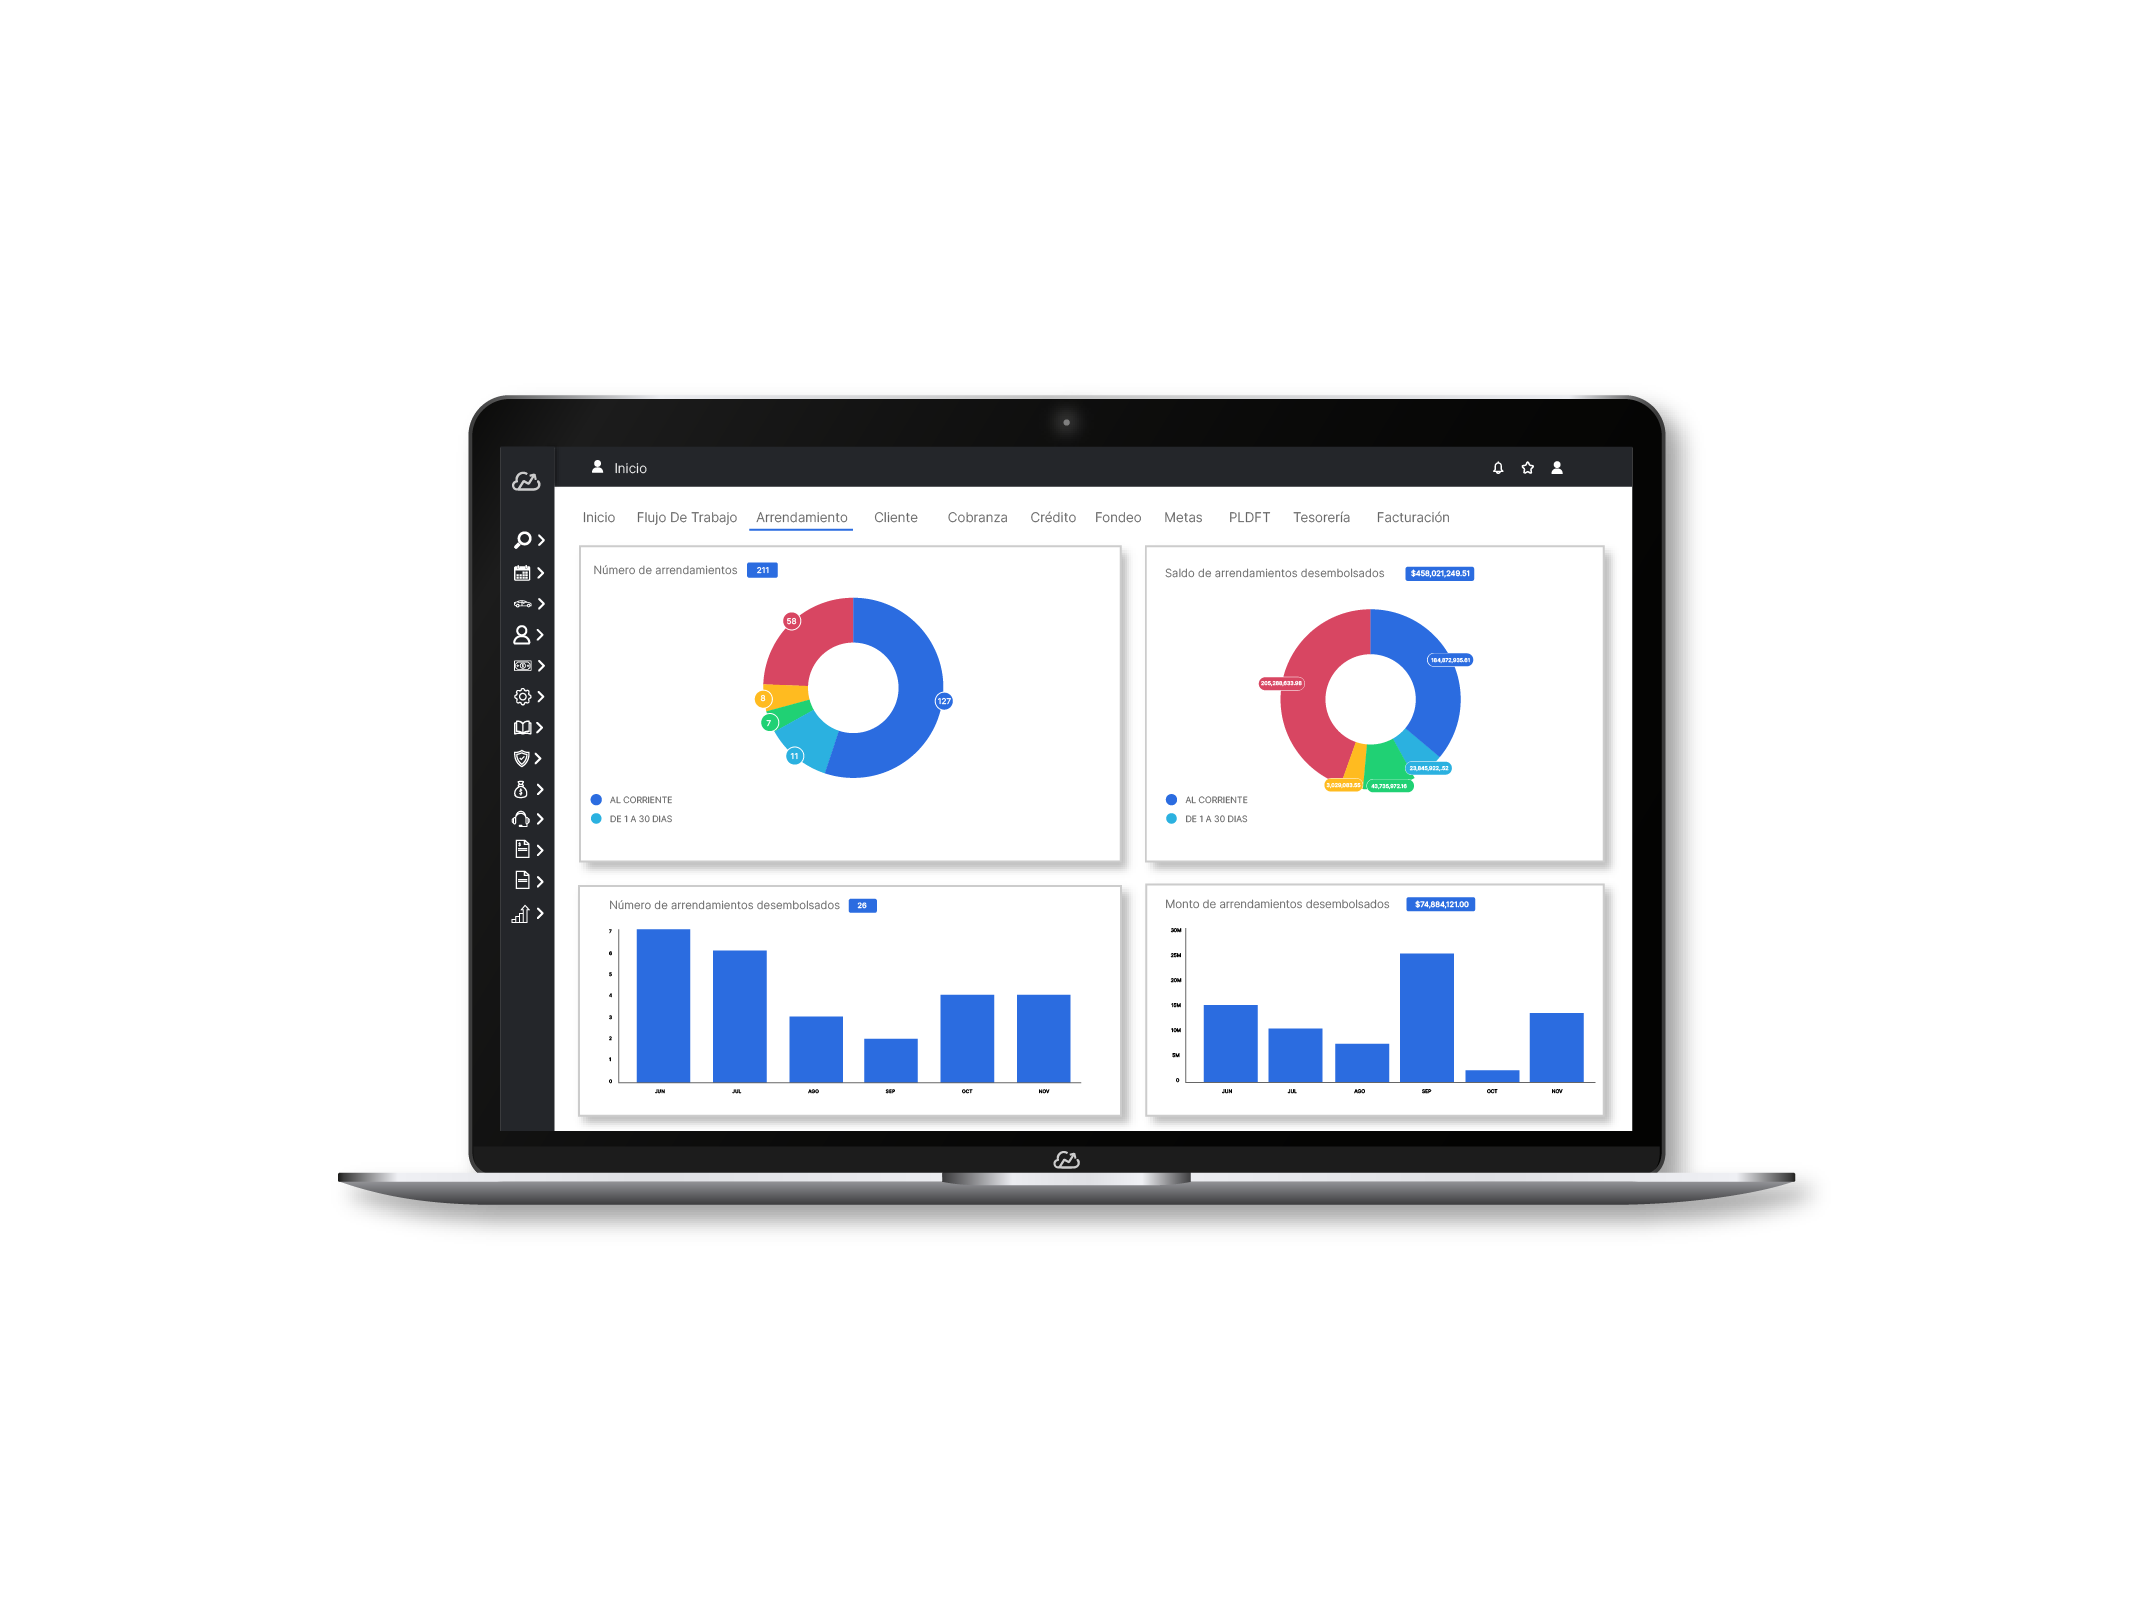 Inicio
Inicio Flujo De Trabajo Arrendamiento Cliente Cobranza Crédito Fondeo Metas PLDFT Tesorería Facturación
Número de arrendamientos 211
58
8
7
11
127
AL CORRIENTE
DE 1 A 30 DIAS
Saldo de arrendamientos desembolsados $458,021,249.51
184,872,935.61
205,288,633.98
23,845,922,.52
43,735,972.18
AL CORRIENTE
DE 1 A 30 DIAS
Número de arrendamientos desembolsados 26
7
6
5
4
3
2
1
0
JUN JUL AGO SEP OCT NOV
Monto de arrendamientos desembolsados $74,884,121.00
30M
25M
20M
15M
10M
5M
0
JUN JUL AGO SEP OCT NOV